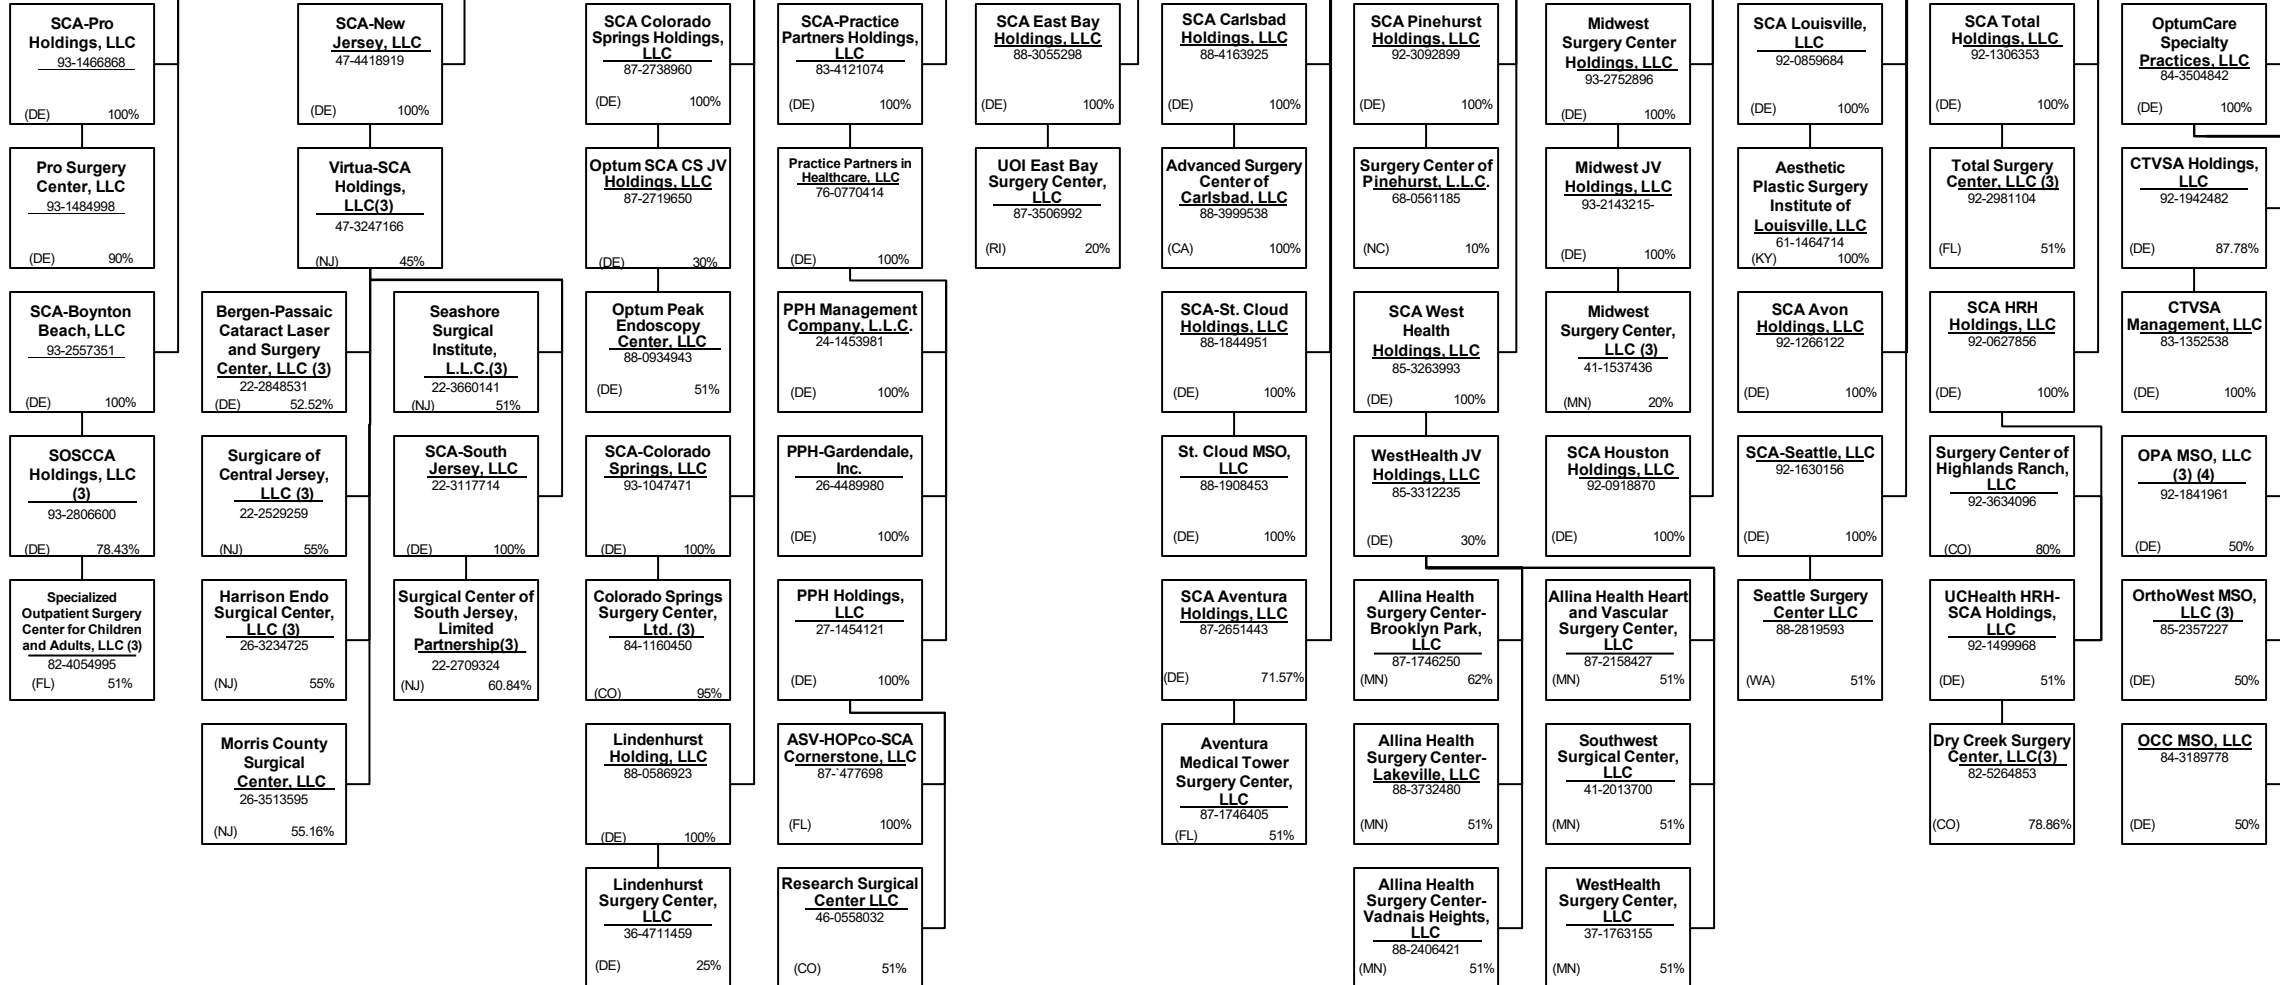 SCA-Pro
Holdings, LLC
93-1466868
(DE) 100%
SCA-New
Jersey, LLC
47-4418919
(DE) 100%
SCA Colorado
Springs Holdings,
LLC
87-2738960
(DE) 100%
SCA-Practice
Partners Holdings,
LLC
83-4121074
(DE) 100%
SCA East Bay
Holdings, LLC
88-3055298
(DE) 100%
SCA Carlsbad
Holdings, LLC
88-4163925
(DE) 100%
SCA Pinehurst
Holdings, LLC
92-3092899
(DE) 100%
Midwest
Surgery Center
Holdings, LLC
93-2752896
(DE) 100%
SCA Louisville,
LLC
92-0859684
(DE) 100%
SCA Total
Holdings, LLC
92-1306353
(DE) 100%
OptumCare
Specialty
Practices, LLC
84-3504842
(DE) 100%
Pro Surgery
Center, LLC
93-1484998
(DE) 90%
Virtua-SCA
Holdings,
LLC(3)
47-3247166
(NJ) 45%
Optum SCA CS JV
Holdings, LLC
87-2719650
(DE) 30%
Practice Partners in
Healthcare, LLC
76-0770414
(DE) 100%
UOI East Bay
Surgery Center,
LLC
87-3506992
(RI) 20%
Advanced Surgery
Center of
Carlsbad, LLC
88-3999538
(CA) 100%
Surgery Center of
Pinehurst, L.L.C.
68-0561185
(NC) 10%
Midwest JV
Holdings, LLC
93-2143215-
(DE) 100%
Aesthetic
Plastic Surgery
Institute of
Louisville, LLC
61-1464714
(KY) 100%
Total Surgery
Center, LLC (3)
92-2981104
(FL) 51%
CTVSA Holdings,
LLC
92-1942482
(DE) 87.78%
SCA-Boynton
Beach, LLC
93-2557351
(DE) 100%
Bergen-Passaic
Cataract Laser
and Surgery
Center, LLC (3)
22-2848531
(DE) 52.52%
Seashore
Surgical
Institute,
L.L.C.(3)
22-3660141
(NJ) 51%
Optum Peak
Endoscopy
Center, LLC
88-0934943
(DE) 51%
PPH Management
Company, L.L.C.
24-1453981
(DE) 100%
SCA-St. Cloud
Holdings, LLC
88-1844951
(DE) 100%
SCA West
Health
Holdings, LLC
85-3263993
(DE) 100%
Midwest
Surgery Center,
LLC (3)
41-1537436
(MN) 20%
SCA Avon
Holdings, LLC
92-1266122
(DE) 100%
SCA HRH
Holdings, LLC
92-0627856
(DE) 100%
CTVSA
Management, LLC
83-1352538
(DE) 100%
SOSCCA
Holdings, LLC
(3)
93-2806600
(DE) 78.43%
Surgicare of
Central Jersey,
LLC (3)
22-2529259
(NJ) 55%
SCA-South
Jersey, LLC
22-3117714
(DE) 100%
SCA-Colorado
Springs, LLC
93-1047471
(DE) 100%
PPH-Gardendale,
Inc.
26-4489980
(DE) 100%
St. Cloud MSO,
LLC
88-1908453
(DE) 100%
WestHealth JV
Holdings, LLC
85-3312235
(DE) 30%
SCA Houston
Holdings, LLC
92-0918870
(DE) 100%
SCA-Seattle, LLC
92-1630156
(DE) 100%
Surgery Center of
Highlands Ranch,
LLC
92-3634096
(CO) 80%
OPA MSO, LLC
(3) (4)
92-1841961
(DE) 50%
Specialized
Outpatient Surgery
Center for Children
and Adults, LLC (3)
82-4054995
(FL) 51%
Harrison Endo
Surgical Center,
LLC (3)
26-3234725
(NJ) 55%
Surgical Center of
South Jersey,
Limited
Partnership(3)
22-2709324
(NJ) 60.84%
Colorado Springs
Surgery Center,
Ltd. (3)
84-1160450
(CO) 95%
PPH Holdings,
LLC
27-1454121
(DE) 100%
SCA Aventura
Holdings, LLC
87-2651443
(DE) 71.57%
Allina Health
Surgery Center-
Brooklyn Park,
LLC
87-1746250
(MN) 62%
Allina Health Heart
and Vascular
Surgery Center,
LLC
87-2158427
(MN) 51%
Seattle Surgery
Center LLC
88-2819593
(WA) 51%
UCHealth HRH-
SCA Holdings,
LLC
92-1499968
(DE) 51%
OrthoWest MSO,
LLC (3)
85-2357227
(DE) 50%
Morris County
Surgical
Center, LLC
26-3513595
(NJ) 55.16%
Lindenhurst
Holding, LLC
88-0586923
(DE) 100%
ASV-HOPco-SCA
Cornerstone, LLC
87-`477698
(FL) 100%
Aventura
Medical Tower
Surgery Center,
LLC
87-1746405
(FL) 51%
Allina Health
Surgery Center-
Lakeville, LLC
88-3732480
(MN) 51%
Southwest
Surgical Center,
LLC
41-2013700
(MN) 51%
Dry Creek Surgery
Center, LLC(3)
82-5264853
(CO) 78.86%
OCC MSO, LLC
84-3189778
(DE) 50%
Lindenhurst
Surgery Center,
LLC
36-4711459
(DE) 25%
Research Surgical
Center LLC
46-0558032
(CO) 51%
Allina Health
Surgery Center-
Vadnais Heights,
LLC
88-2406421
(MN) 51%
WestHealth
Surgery Center,
LLC
37-1763155
(MN) 51%